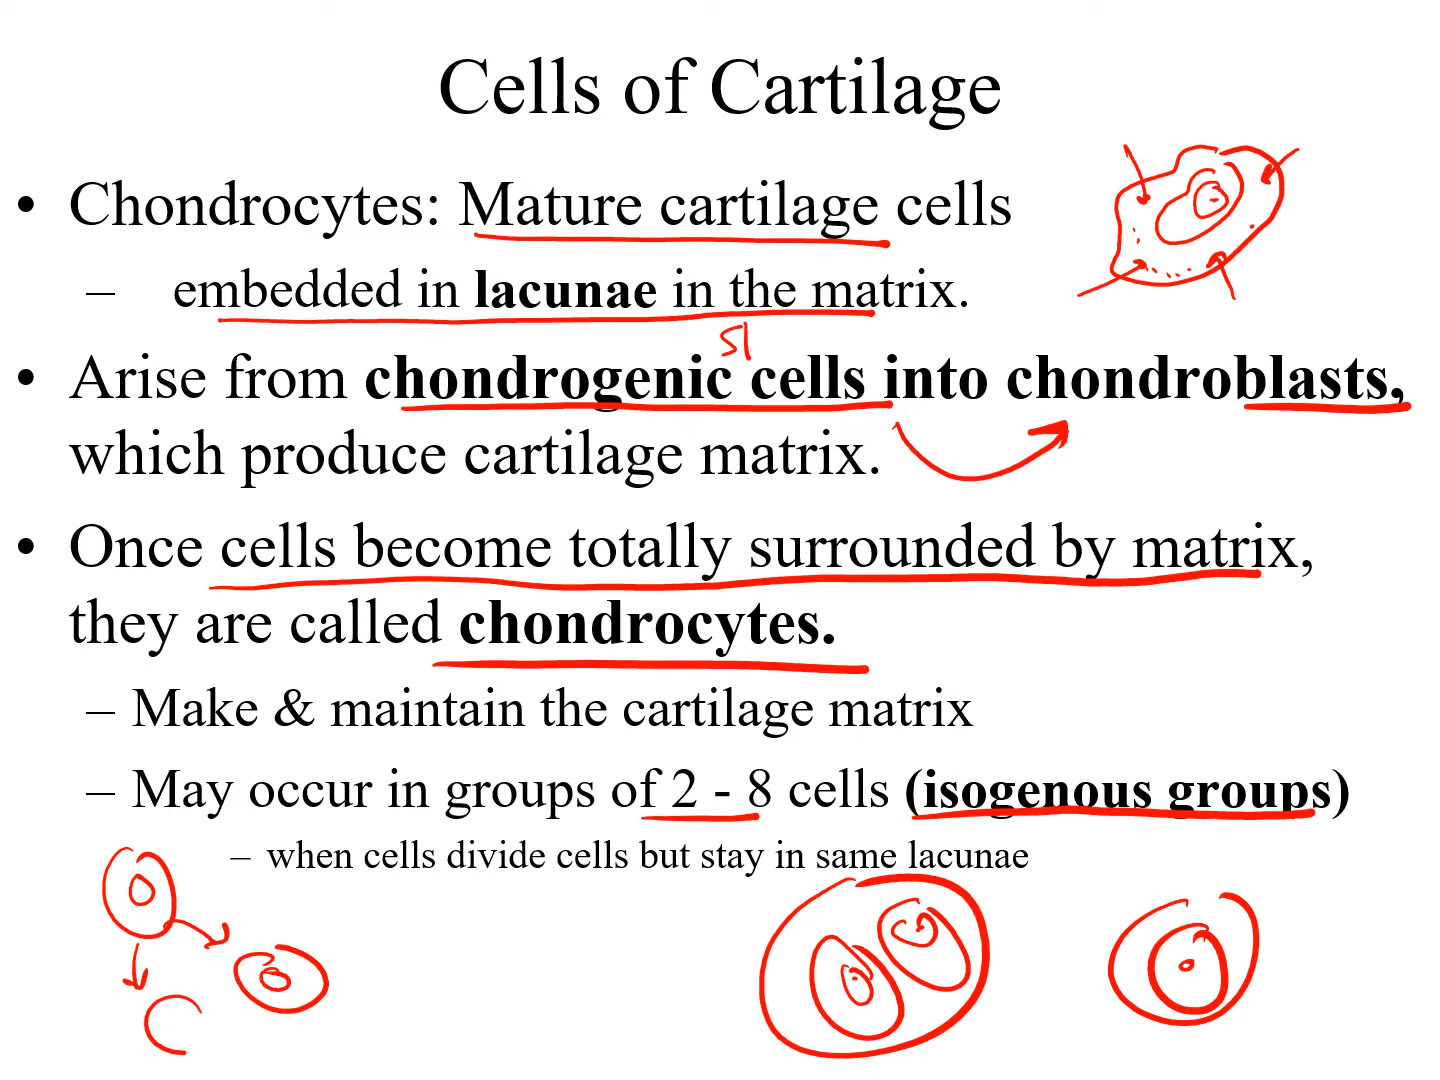 Cells of Cartilage
• Chondrocytes: Mature cartilage cells
– embedded in lacunae in the matrix.
• Arise from chondrogenic cells into chondroblasts,
which produce cartilage matrix.
• Once cells become totally surrounded by matrix,
they are called chondrocytes.
– Make & maintain the cartilage matrix
– May occur in groups of 2 - 8 cells (isogenous groups)
– when cells divide cells but stay in same lacunae